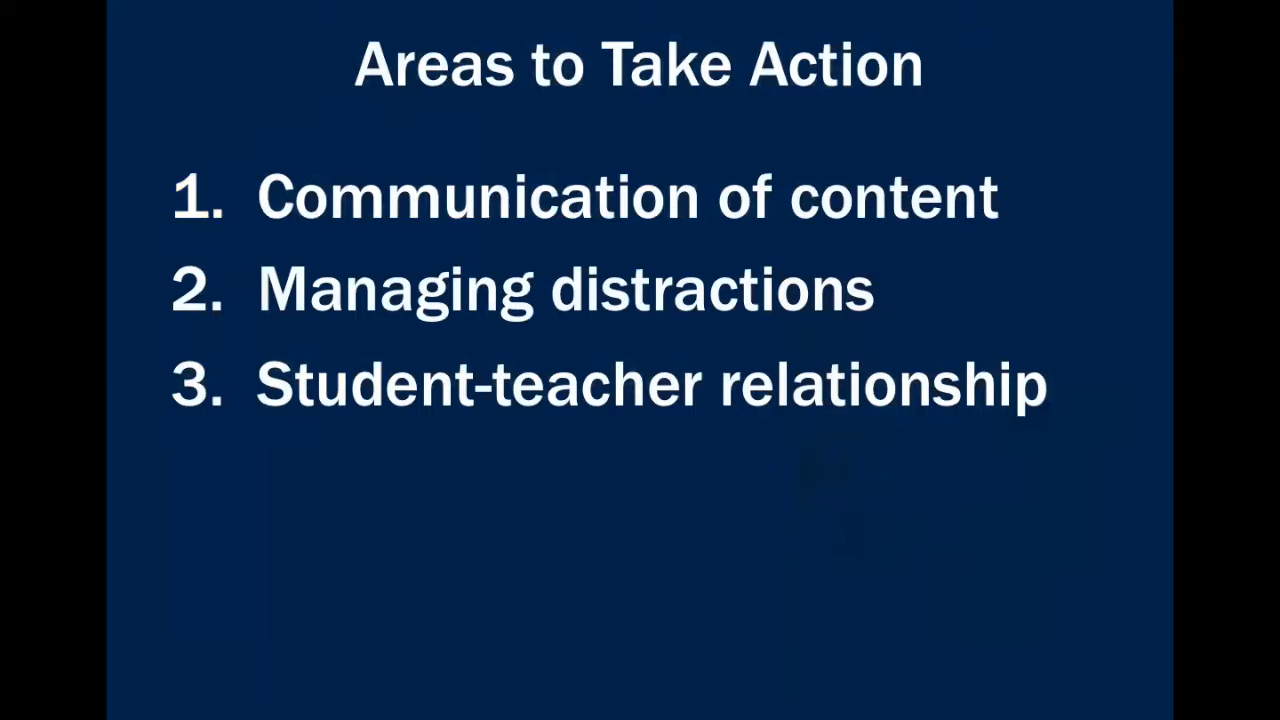 Areas to Take Action
1. Communication of content
2. Managing distractions
3. Student-teacher relationship